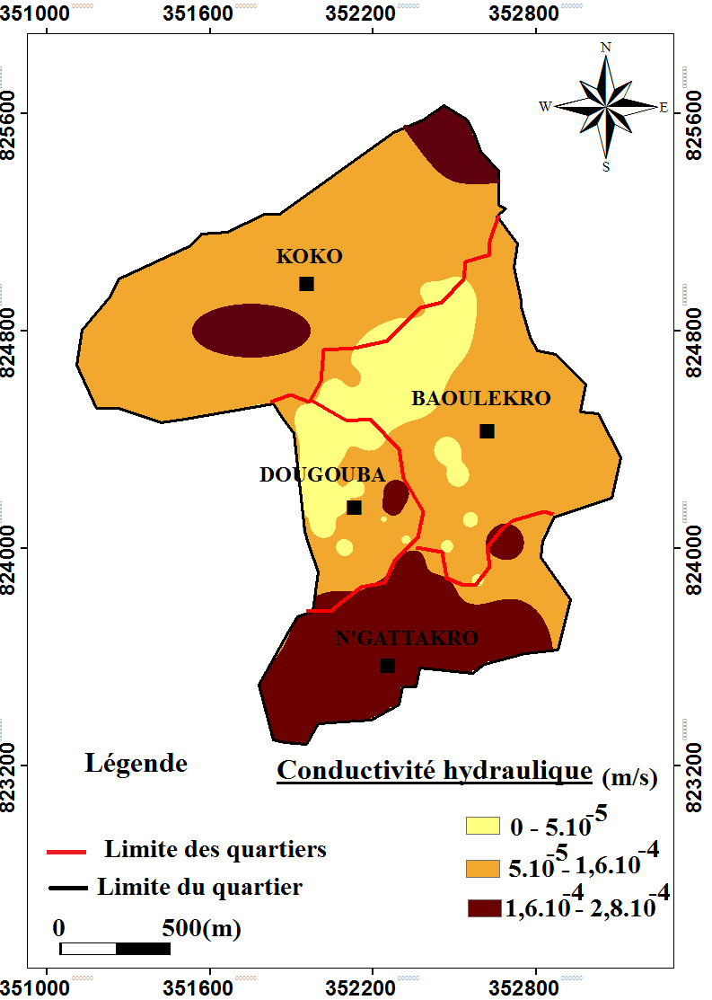 351000 351600 352200 352800
825600 825600
N
W E
S
KOKO
824800 824800
BAOULEKRO
DOUGOUBA
824000 824000
N'GATTAKRO
823200 823200
Légende
Conductivité hydraulique (m/s)
0 - 5.10-5
5.10-5 - 1,6.10-4
1,6.10-4 - 2,8.10-4
Limite des quartiers
Limite du quartier
0 500(m)
351000 351600 352200 352800